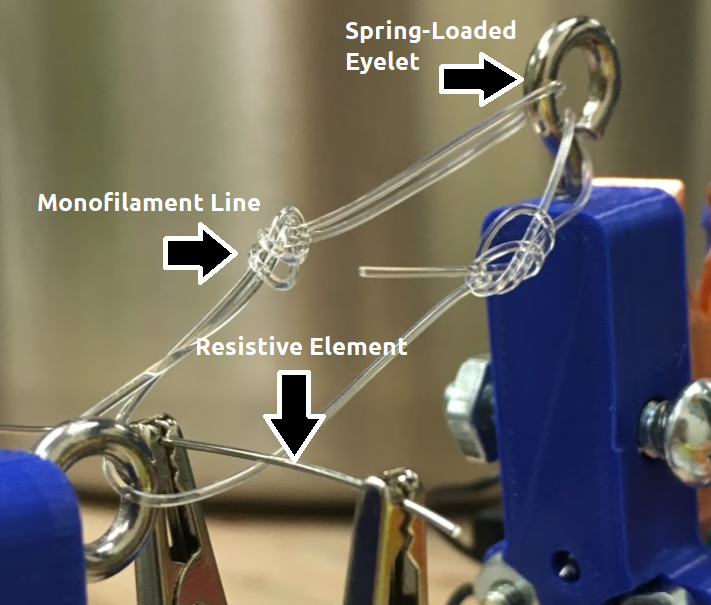 Spring-Loaded
Eyelet
Monofilament Line
Resistive Element